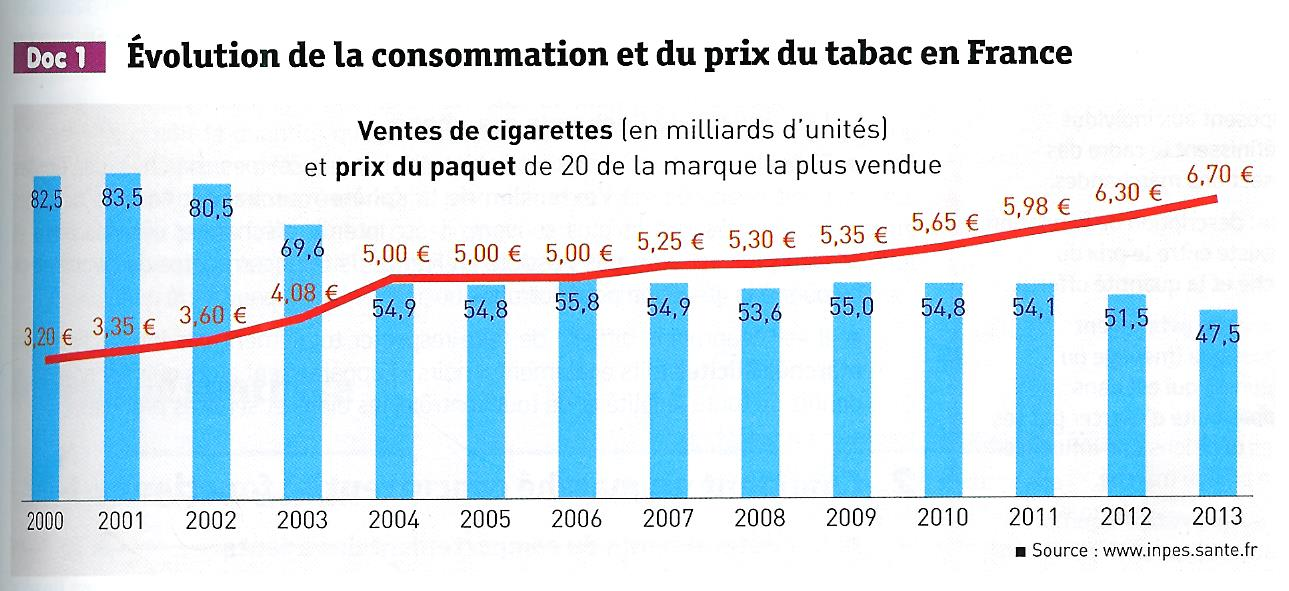 Doc 1 Évolution de la consommation et du prix du tabac en France
Ventes de cigarettes (en milliards d'unités)
et prix du paquet de 20 de la marque la plus vendue
3,20 € 3,35 € 3,60 € 4,08 € 5,00 € 5,00 € 5,00 € 5,25 € 5,30 € 5,35 € 5,65 € 5,98 € 6,30 € 6,70 €
82,5 83,5 80,5 69,6 54,9 54,8 55,8 54,9 53,6 55,0 54,8 54,1 51,5 47,5
2000 2001 2002 2003 2004 2005 2006 2007 2008 2009 2010 2011 2012 2013
■ Source : www.inpes.sante.fr